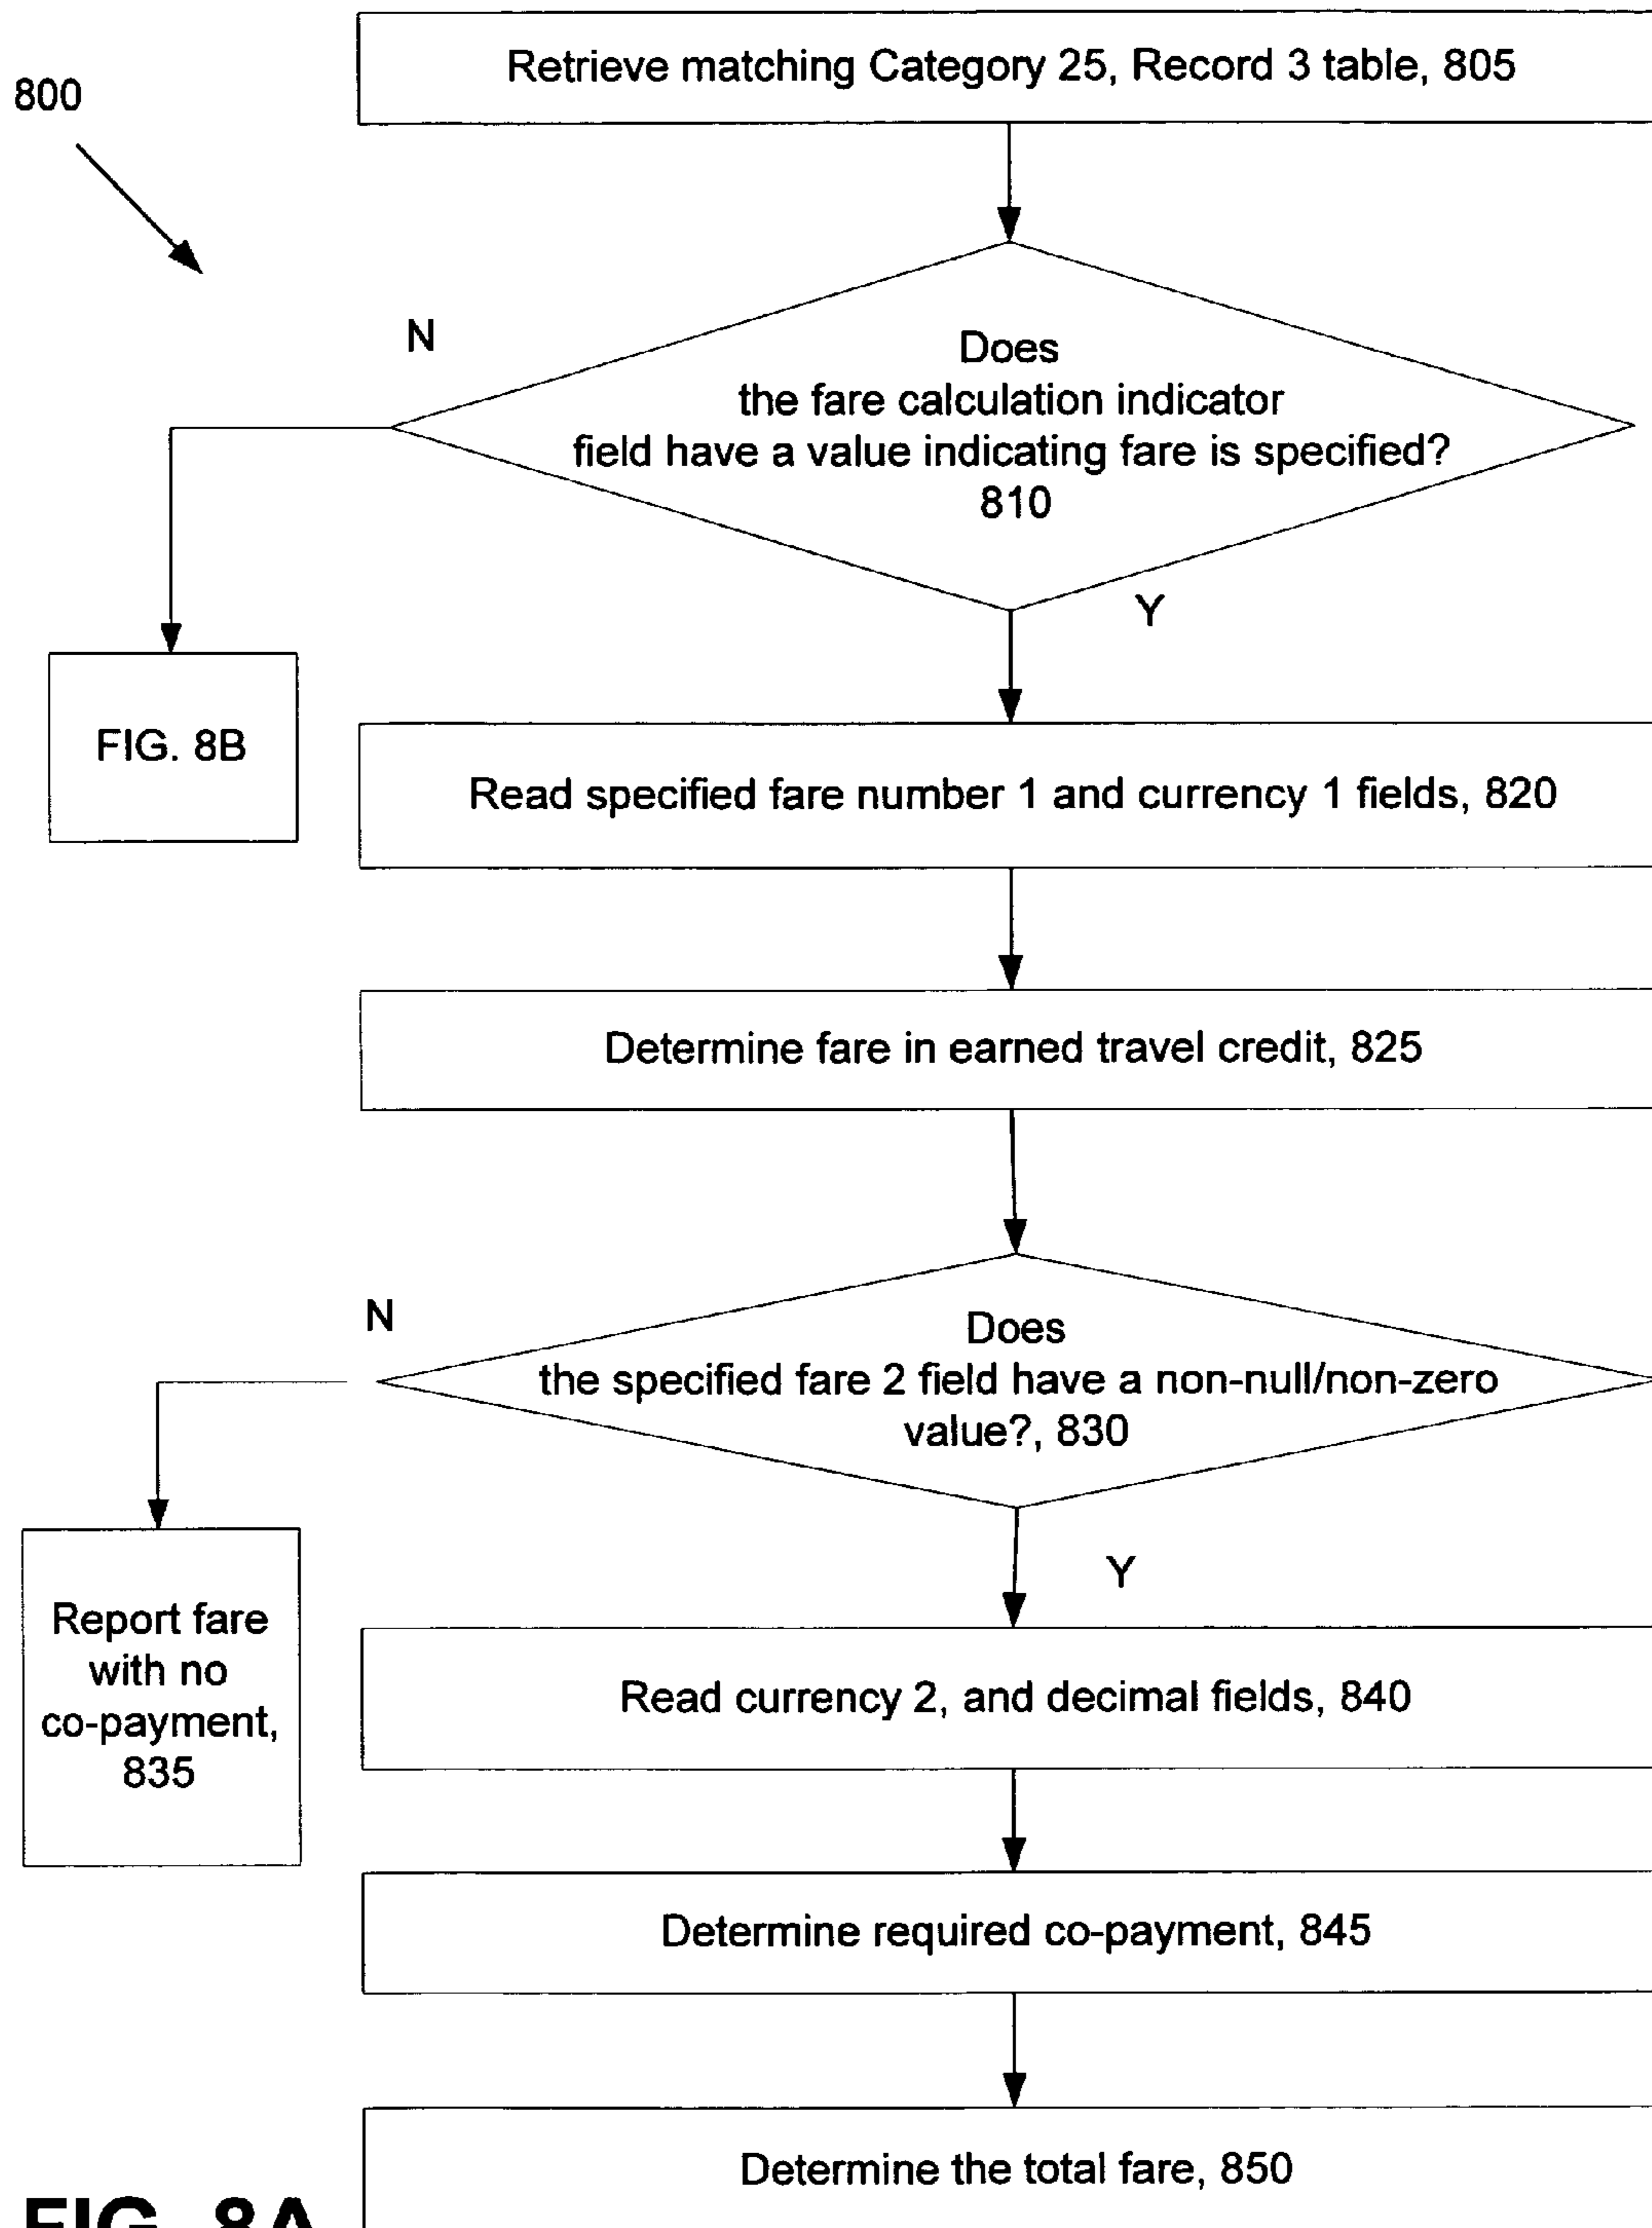 Retrieve matching Category 25, Record 3 table, 805
800
N
Does
the fare calculation indicator
field have a value indicating fare is specified?
810
Y
FIG. 8B
Read specified fare number 1 and currency 1 fields, 820
Determine fare in earned travel credit, 825
N
Does
the specified fare 2 field have a non-null/non-zero
value?, 830
Y
Report fare
with no
co-payment,
835
Read currency 2, and decimal fields, 840
Determine required co-payment, 845
Determine the total fare, 850
FIG. 8A